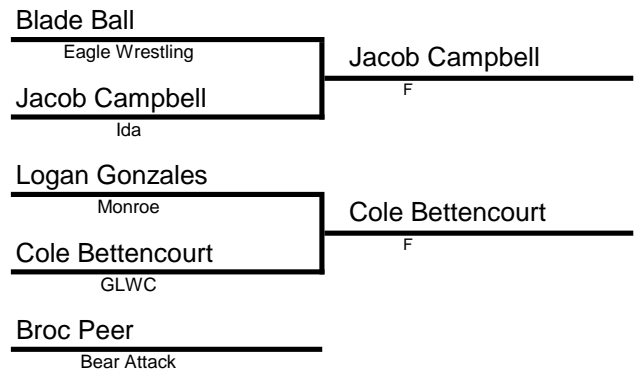 Blade Ball
Eagle Wrestling
Jacob Campbell
F
Jacob Campbell
Ida
Logan Gonzales
Monroe
Cole Bettencourt
F
Cole Bettencourt
GLWC
Broc Peer
Bear Attack